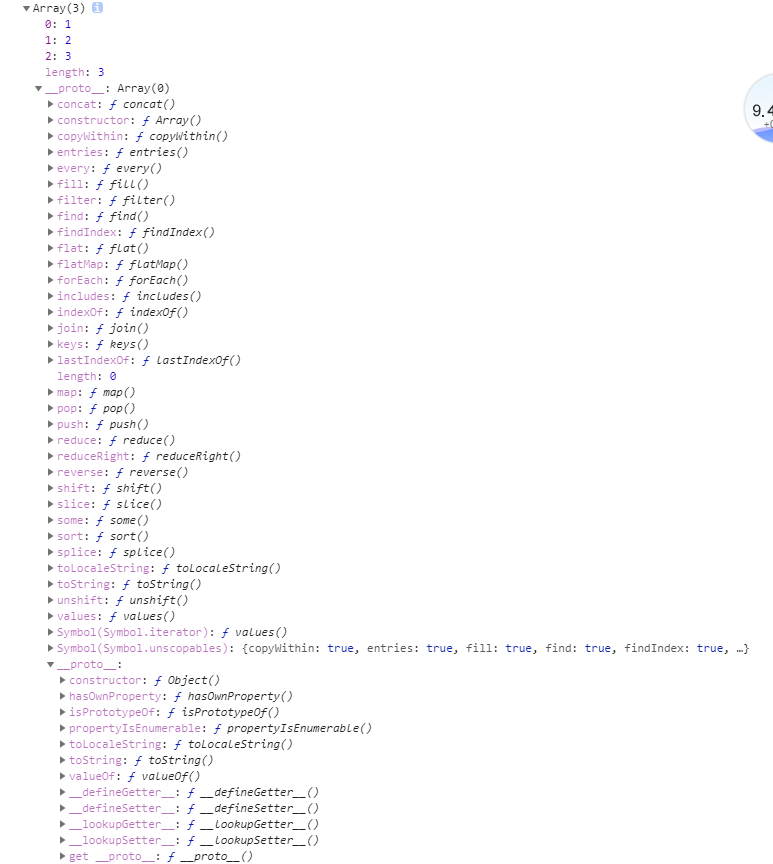 Array(3) i
0: 1
1: 2
2: 3
length: 3
__proto__: Array(0)
concat: ƒ concat()
constructor: ƒ Array()
copyWithin: ƒ copyWithin()
entries: ƒ entries()
every: ƒ every()
fill: ƒ fill()
filter: ƒ filter()
find: ƒ find()
findIndex: ƒ findIndex()
flat: ƒ flat()
flatMap: ƒ flatMap()
forEach: ƒ forEach()
includes: ƒ includes()
indexOf: ƒ indexOf()
join: ƒ join()
keys: ƒ keys()
lastIndexOf: ƒ lastIndexOf()
length: 0
map: ƒ map()
pop: ƒ pop()
push: ƒ push()
reduce: ƒ reduce()
reduceRight: ƒ reduceRight()
reverse: ƒ reverse()
shift: ƒ shift()
slice: ƒ slice()
some: ƒ some()
sort: ƒ sort()
splice: ƒ splice()
toLocaleString: ƒ toLocaleString()
toString: ƒ toString()
unshift: ƒ unshift()
values: ƒ values()
Symbol(Symbol.iterator): ƒ values()
Symbol(Symbol.unscopables): {copyWithin: true, entries: true, fill: true, find: true, findIndex: true, …}
__proto__:
constructor: ƒ Object()
hasOwnProperty: ƒ hasOwnProperty()
isPrototypeOf: ƒ isPrototypeOf()
propertyIsEnumerable: ƒ propertyIsEnumerable()
toLocaleString: ƒ toLocaleString()
toString: ƒ toString()
valueOf: ƒ valueOf()
__defineGetter__: ƒ __defineGetter__()
__defineSetter__: ƒ __defineSetter__()
__lookupGetter__: ƒ __lookupGetter__()
__lookupSetter__: ƒ __lookupSetter__()
get __proto__: ƒ __proto__()
9.4